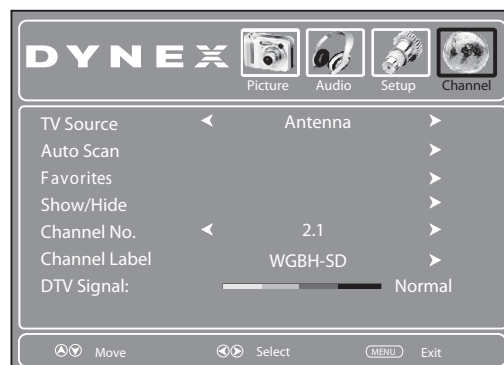 DYNEX
Picture Audio Setup Channel
TV Source Antenna
Auto Scan
Favorites
Show/Hide
Channel No. 2.1
Channel Label WGBH-SD
DTV Signal: Normal
Move Select MENU Exit